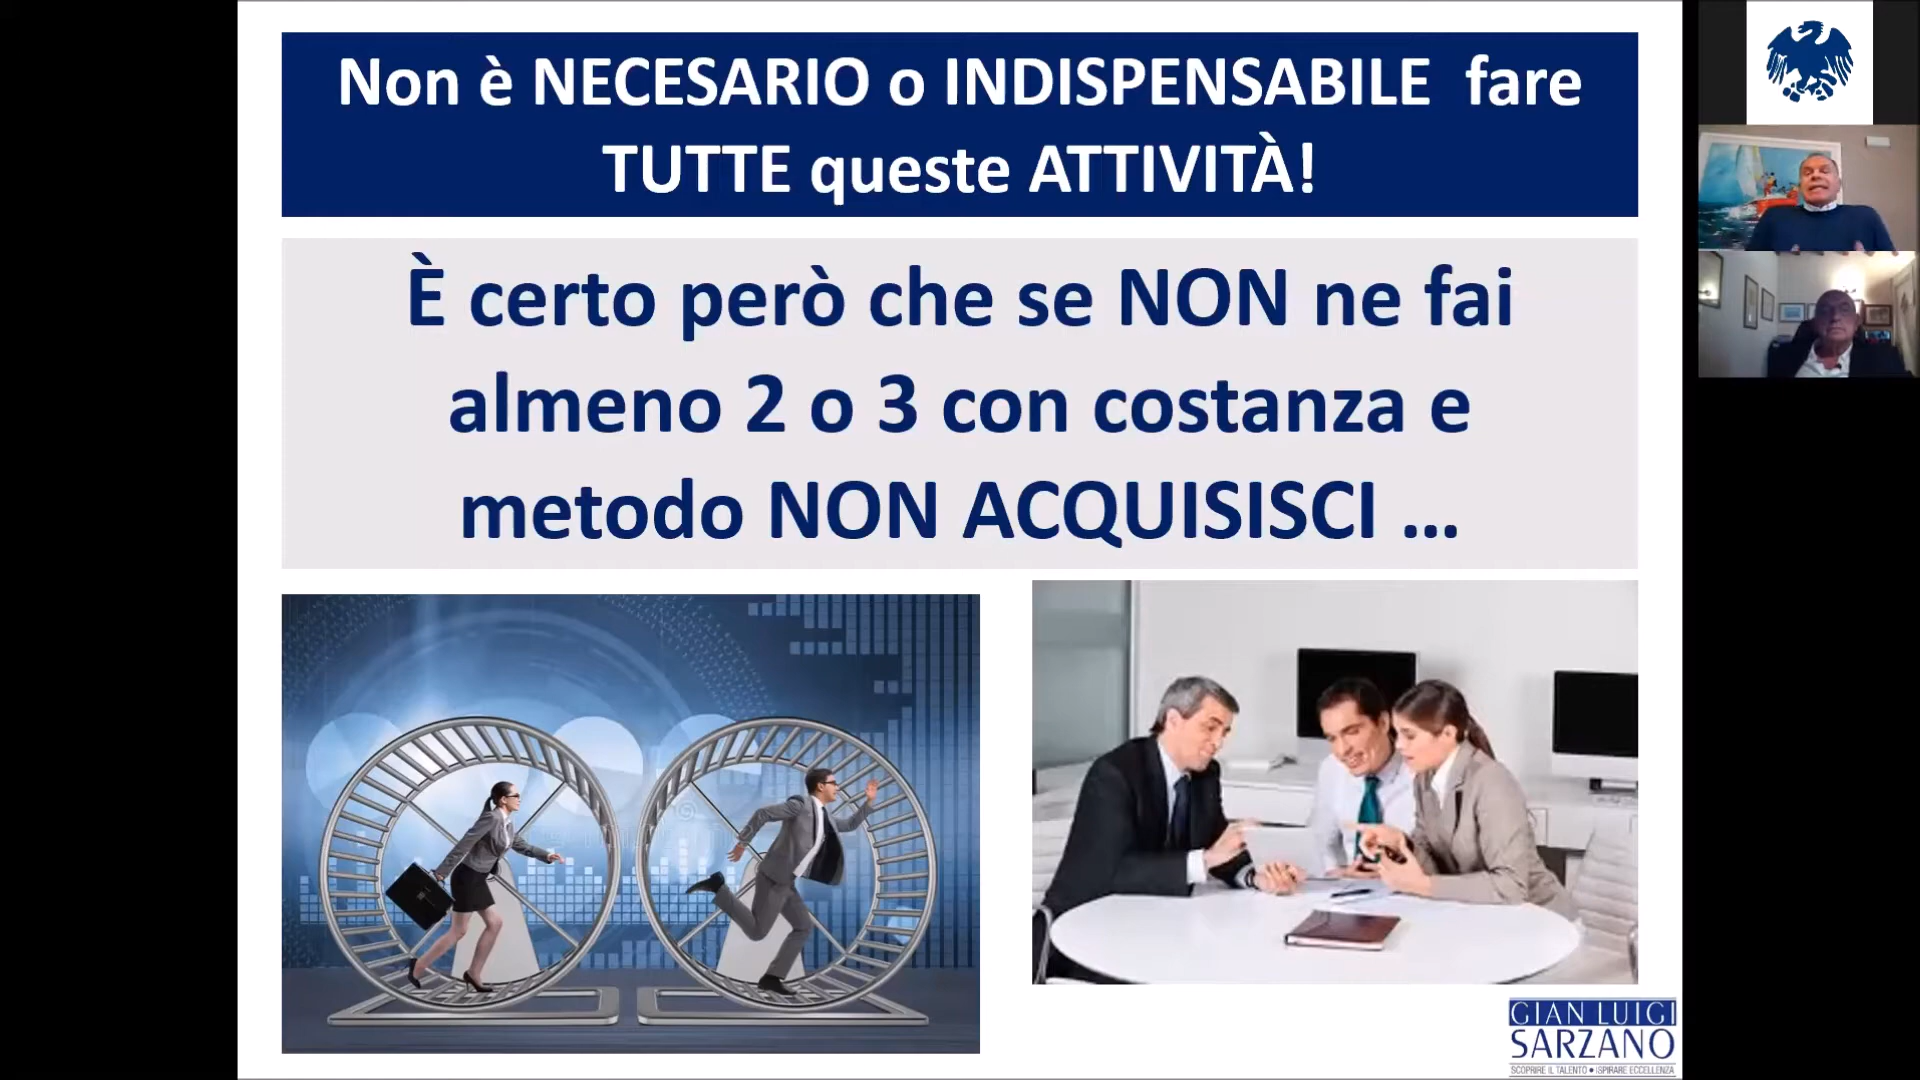 Non è NECESARIO o INDISPENSABILE fare
TUTTE queste ATTIVITÀ!
È certo però che se NON ne fai
almeno 2 o 3 con costanza e
metodo NON ACQUISISCI ...
GIAN LUIGI
SARZANO
SCOPRIRE IL TALENTO • ISPIRARE ECCELLENZA